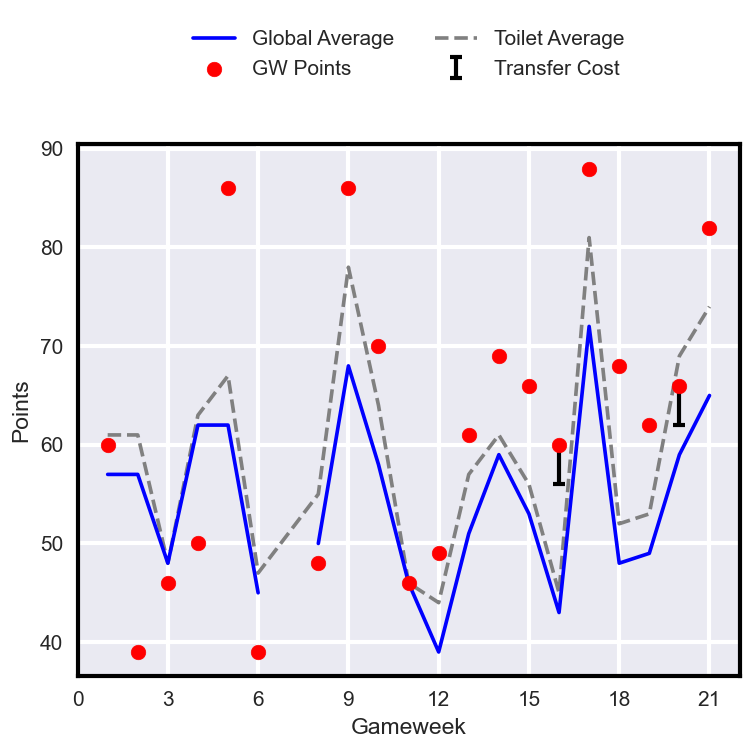 Global Average
GW Points
Toilet Average
Transfer Cost
90
80
70
60
50
40
Points
0 3 6 9 12 15 18 21
Gameweek